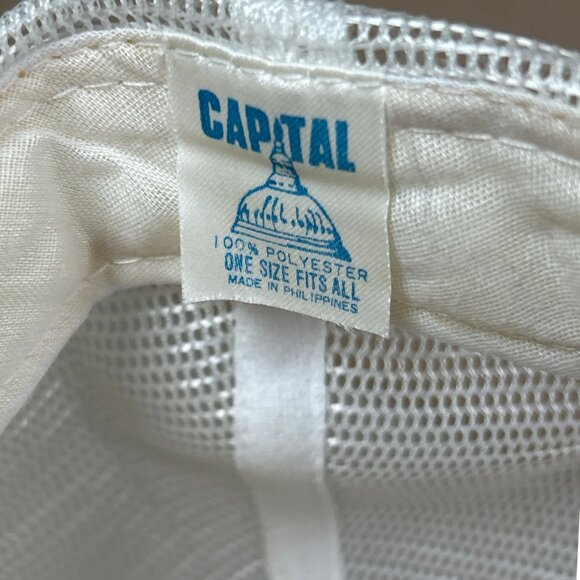 CAPITAL
100% POLYESTER
ONE SIZE FITS ALL
MADE IN PHILIPPINES